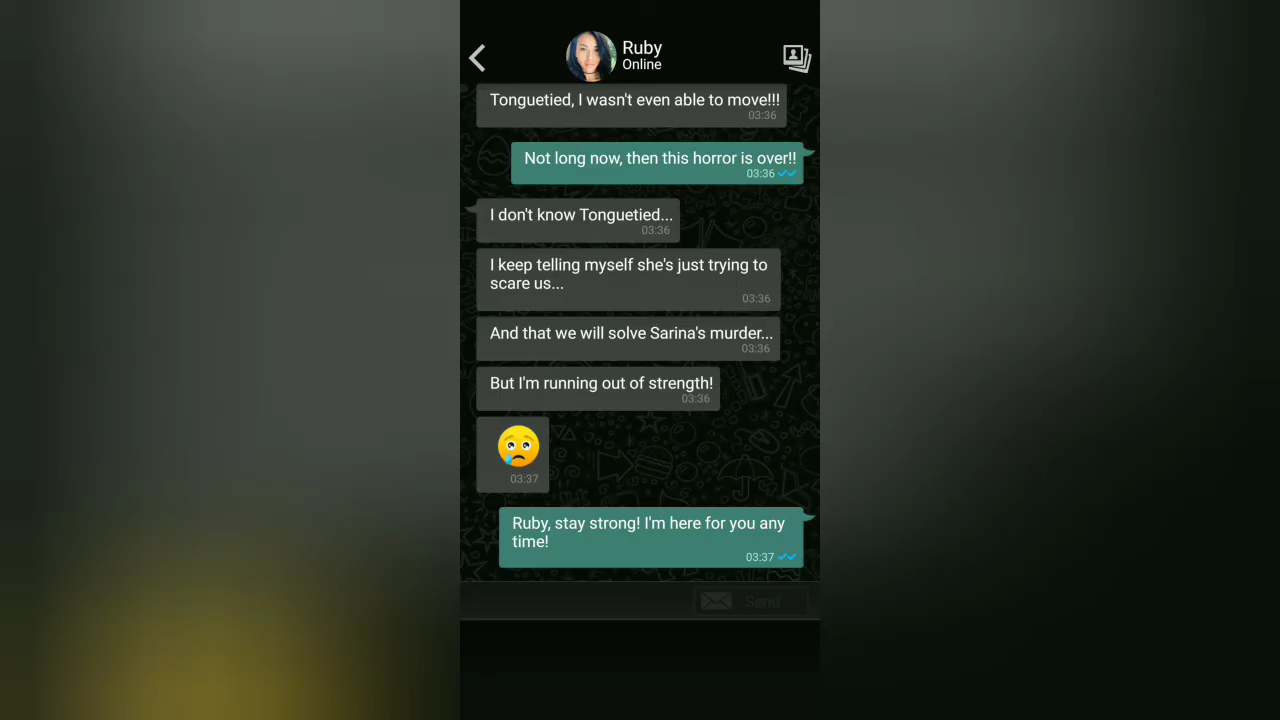 Ruby
Online
Tonguetied, I wasn't even able to move!!!
03:36
Not long now, then this horror is over!!
03:36
I don't know Tonguetied...
03:36
I keep telling myself she's just trying to
scare us...
03:36
And that we will solve Sarina's murder...
03:36
But I'm running out of strength!
03:36
03:37
Ruby, stay strong! I'm here for you any
time!
03:37
Send